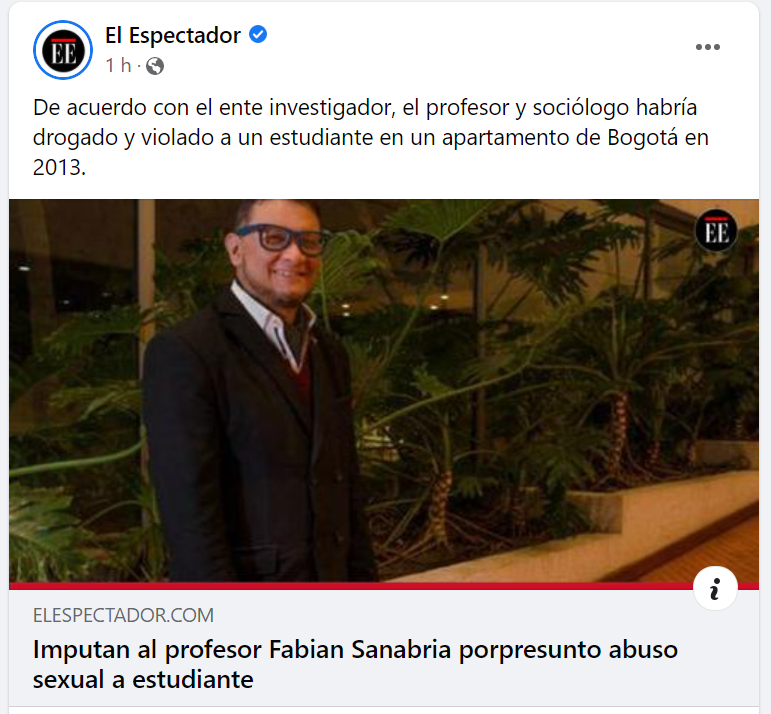 EE
El Espectador
1 h ·
De acuerdo con el ente investigador, el profesor y sociólogo habría
drogado y violado a un estudiante en un apartamento de Bogotá en
2013.
EE
i
ELESPECTADOR.COM
Imputan al profesor Fabian Sanabria porpresunto abuso
sexual a estudiante